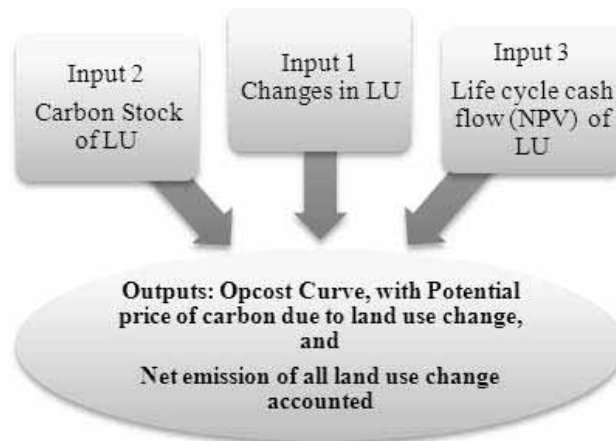 Input 2
Carbon Stock
of LU
Input 1
Changes in LU
Input 3
Life cycle cash
flow (NPV) of
LU
Outputs: Opcost Curve, with Potential
price of carbon due to land use change,
and
Net emission of all land use change
accounted